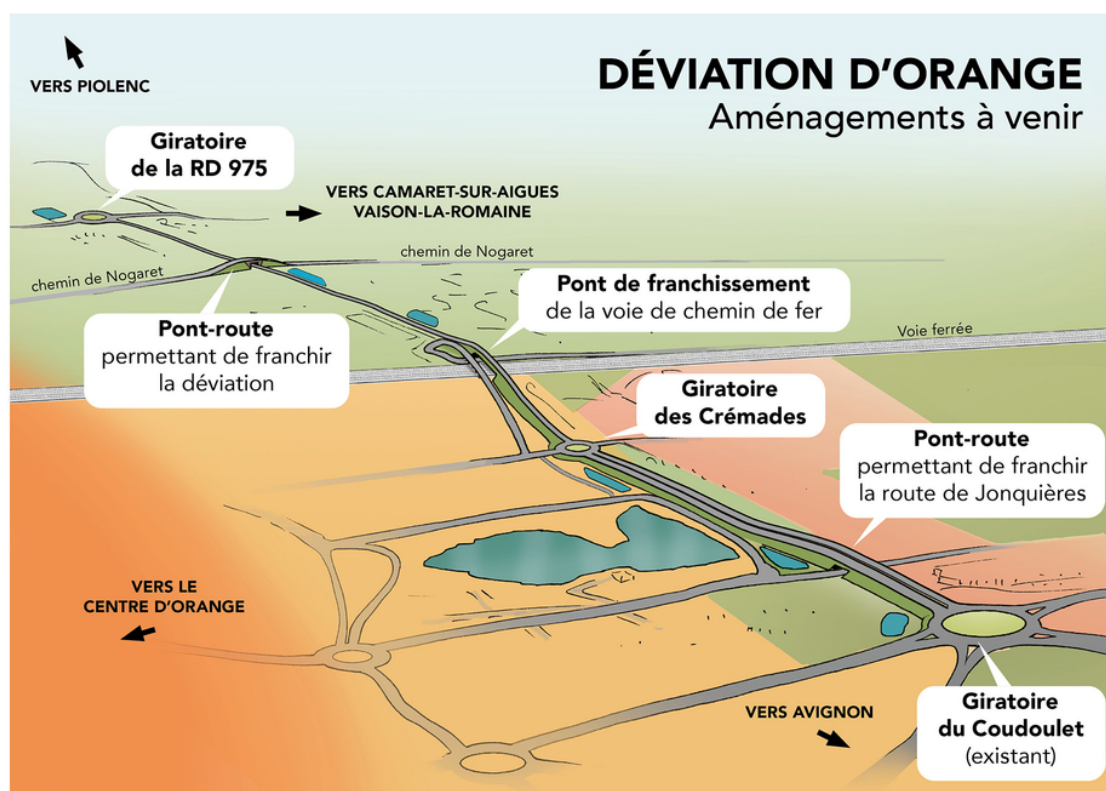 DÉVIATION D'ORANGE
Aménagements à venir
VERS PIOLENC
Giratoire
de la RD 975
VERS CAMARET-SUR-AIGUES
VAISON-LA-ROMAINE
chemin de Nogaret
chemin de Nogaret
Pont de franchissement
de la voie de chemin de fer
Pont-route
permettant de franchir
la déviation
Voie ferrée
Giratoire
des Crémades
Pont-route
permettant de franchir
la route de Jonquières
VERS LE
CENTRE D'ORANGE
VERS AVIGNON
Giratoire
du Coudoulet
(existant)